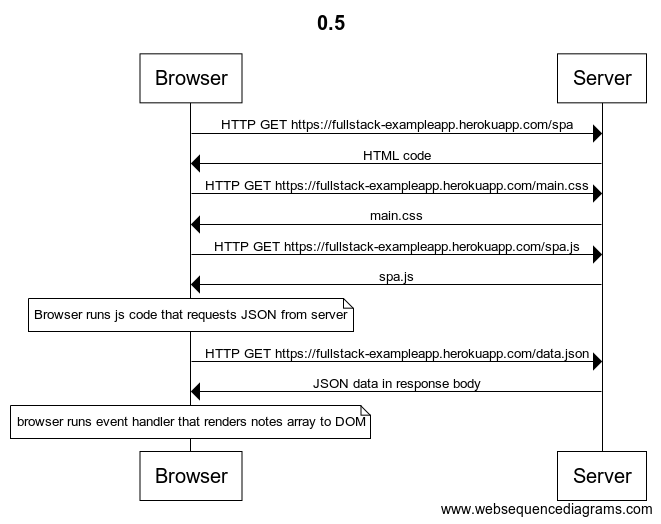 0.5
Browser
Server
HTTP GET https://fullstack-exampleapp.herokuapp.com/spa
HTML code
HTTP GET https://fullstack-exampleapp.herokuapp.com/main.css
main.css
HTTP GET https://fullstack-exampleapp.herokuapp.com/spa.js
spa.js
Browser runs js code that requests JSON from server
HTTP GET https://fullstack-exampleapp.herokuapp.com/data.json
JSON data in response body
browser runs event handler that renders notes array to DOM
Browser
Server
www.websequencediagrams.com